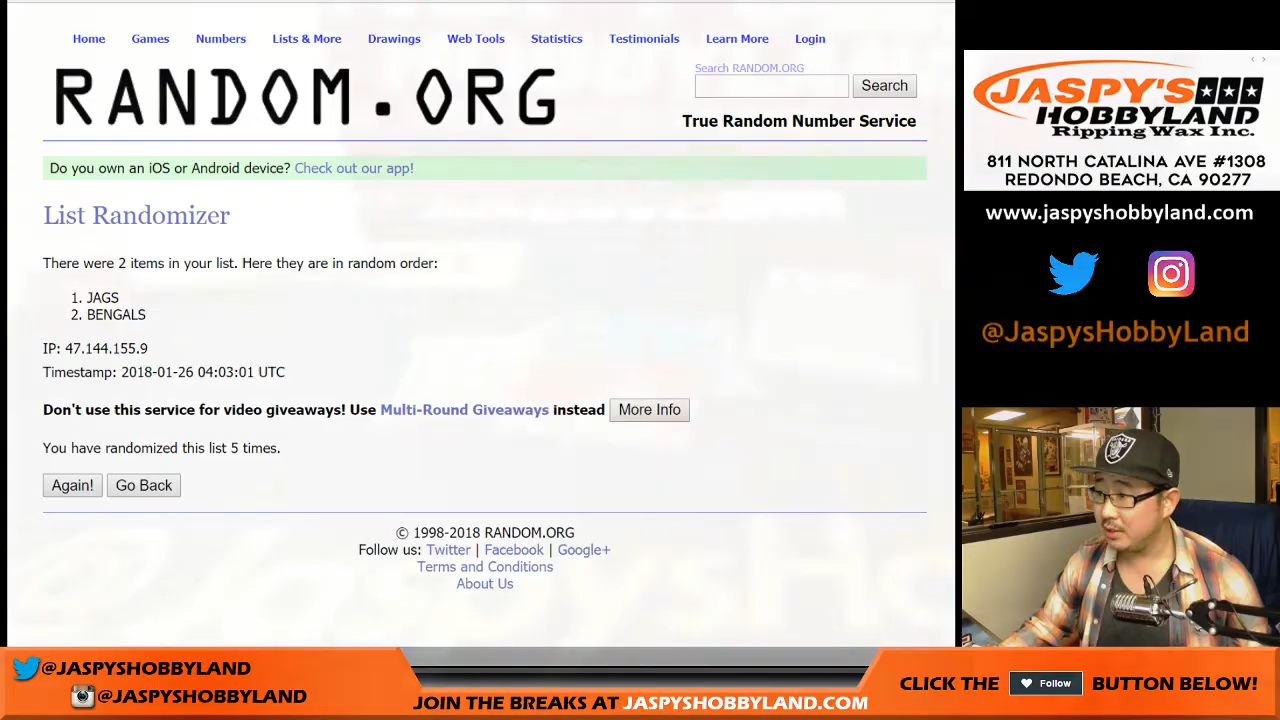 Home Games Numbers Lists & More Drawings Web Tools Statistics Testimonials Learn More Login
RANDOM.ORG
Search RANDOM.ORG
Search
True Random Number Service
Do you own an iOS or Android device? Check out our app!
List Randomizer
There were 2 items in your list. Here they are in random order:
1. JAGS
2. BENGALS
IP: 47.144.155.9
Timestamp: 2018-01-26 04:03:01 UTC
Don't use this service for video giveaways! Use Multi-Round Giveaways instead More Info
You have randomized this list 5 times.
Again! Go Back
© 1998-2018 RANDOM.ORG
Follow us: Twitter | Facebook | Google+
Terms and Conditions
About Us
JASPY'S
HOBBYLAND
Ripping Wax Inc.
811 NORTH CATALINA AVE #1308
REDONDO BEACH, CA 90277
www.jaspyshobbyland.com
@JaspysHobbyLand
RAIDERS
@JASPYSHOBBYLAND
@JASPYSHOBBYLAND
JOIN THE BREAKS AT JASPYSHOBBYLAND.COM
CLICK THE Follow BUTTON BELOW!